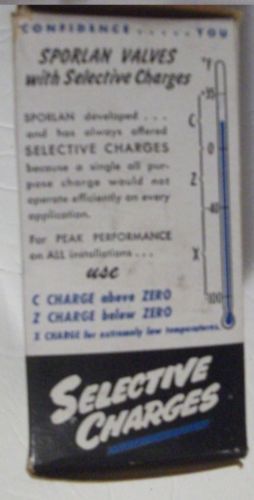 CONFIDENCE ..... YOU
SPORLAN VALVES
with Selective Charges
°F
SPORLAN developed ...
and has always offered
SELECTIVE CHARGES
because a single all pur-
pose charge would not
operate efficiently on every
application.
For PEAK PERFORMANCE
on ALL installations ...
use
C CHARGE above ZERO
Z CHARGE below ZERO
X CHARGE for extremely low temperatures.
C
0
Z
-40
X
-100
SELECTIVE
CHARGES